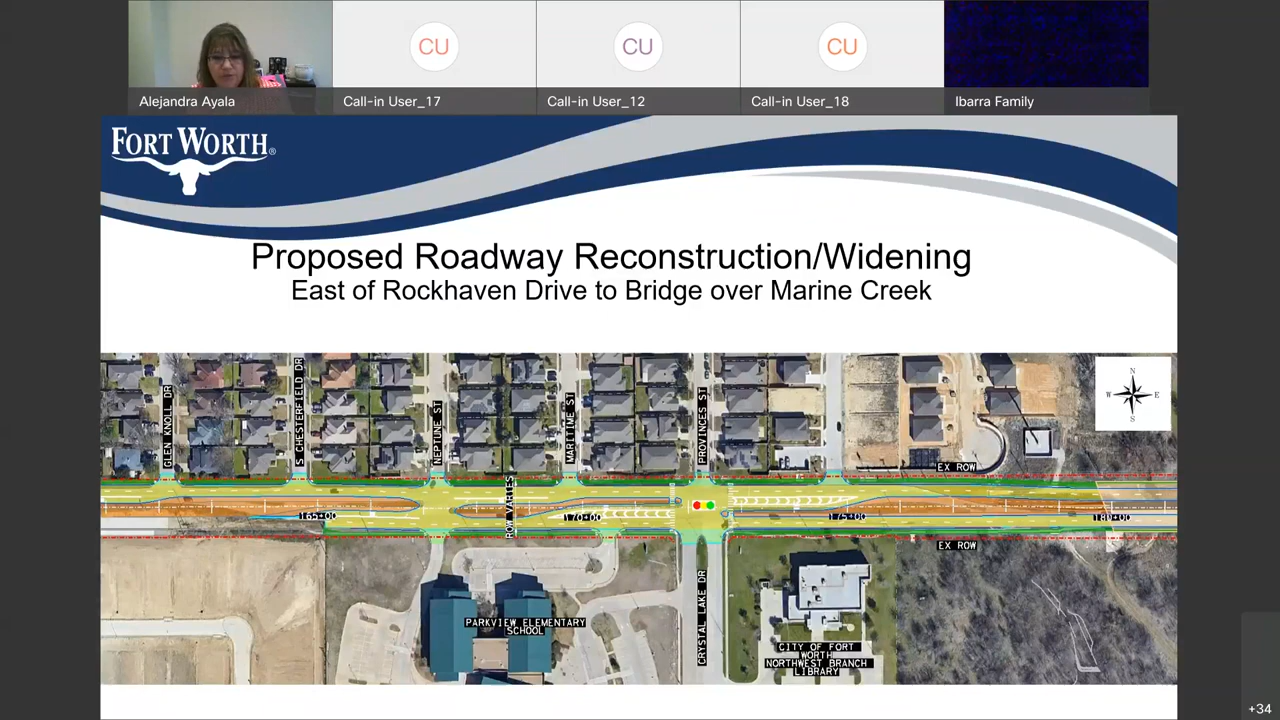 CU
CU
CU
Alejandra Ayala
Call-in User_17
Call-in User_12
Call-in User_18
Ibarra Family
FORT WORTH®
Proposed Roadway Reconstruction/Widening
East of Rockhaven Drive to Bridge over Marine Creek
GLEN KNOLL DR
S CHESTERFIELD DR
NEPTUNE ST
MARITIME ST
PROVINCES ST
N
W E
S
EX ROW
ROW VARIES
165+00
170+00
175+00
180+00
EX ROW
PARKVIEW ELEMENTARY
SCHOOL
CRYSTAL LAKE DR
CITY OF FORT
WORTH
NORTHWEST BRANCH
LIBRARY
+34